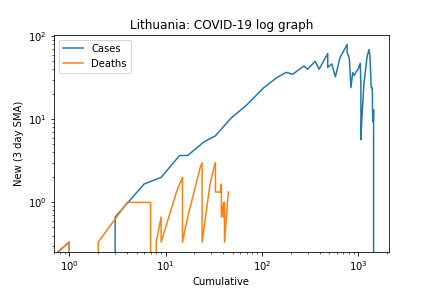 Lithuania: COVID-19 log graph
Cases
Deaths
New (3 day SMA)
10²
10¹
10⁰
10⁰ 10¹ 10² 10³
Cumulative